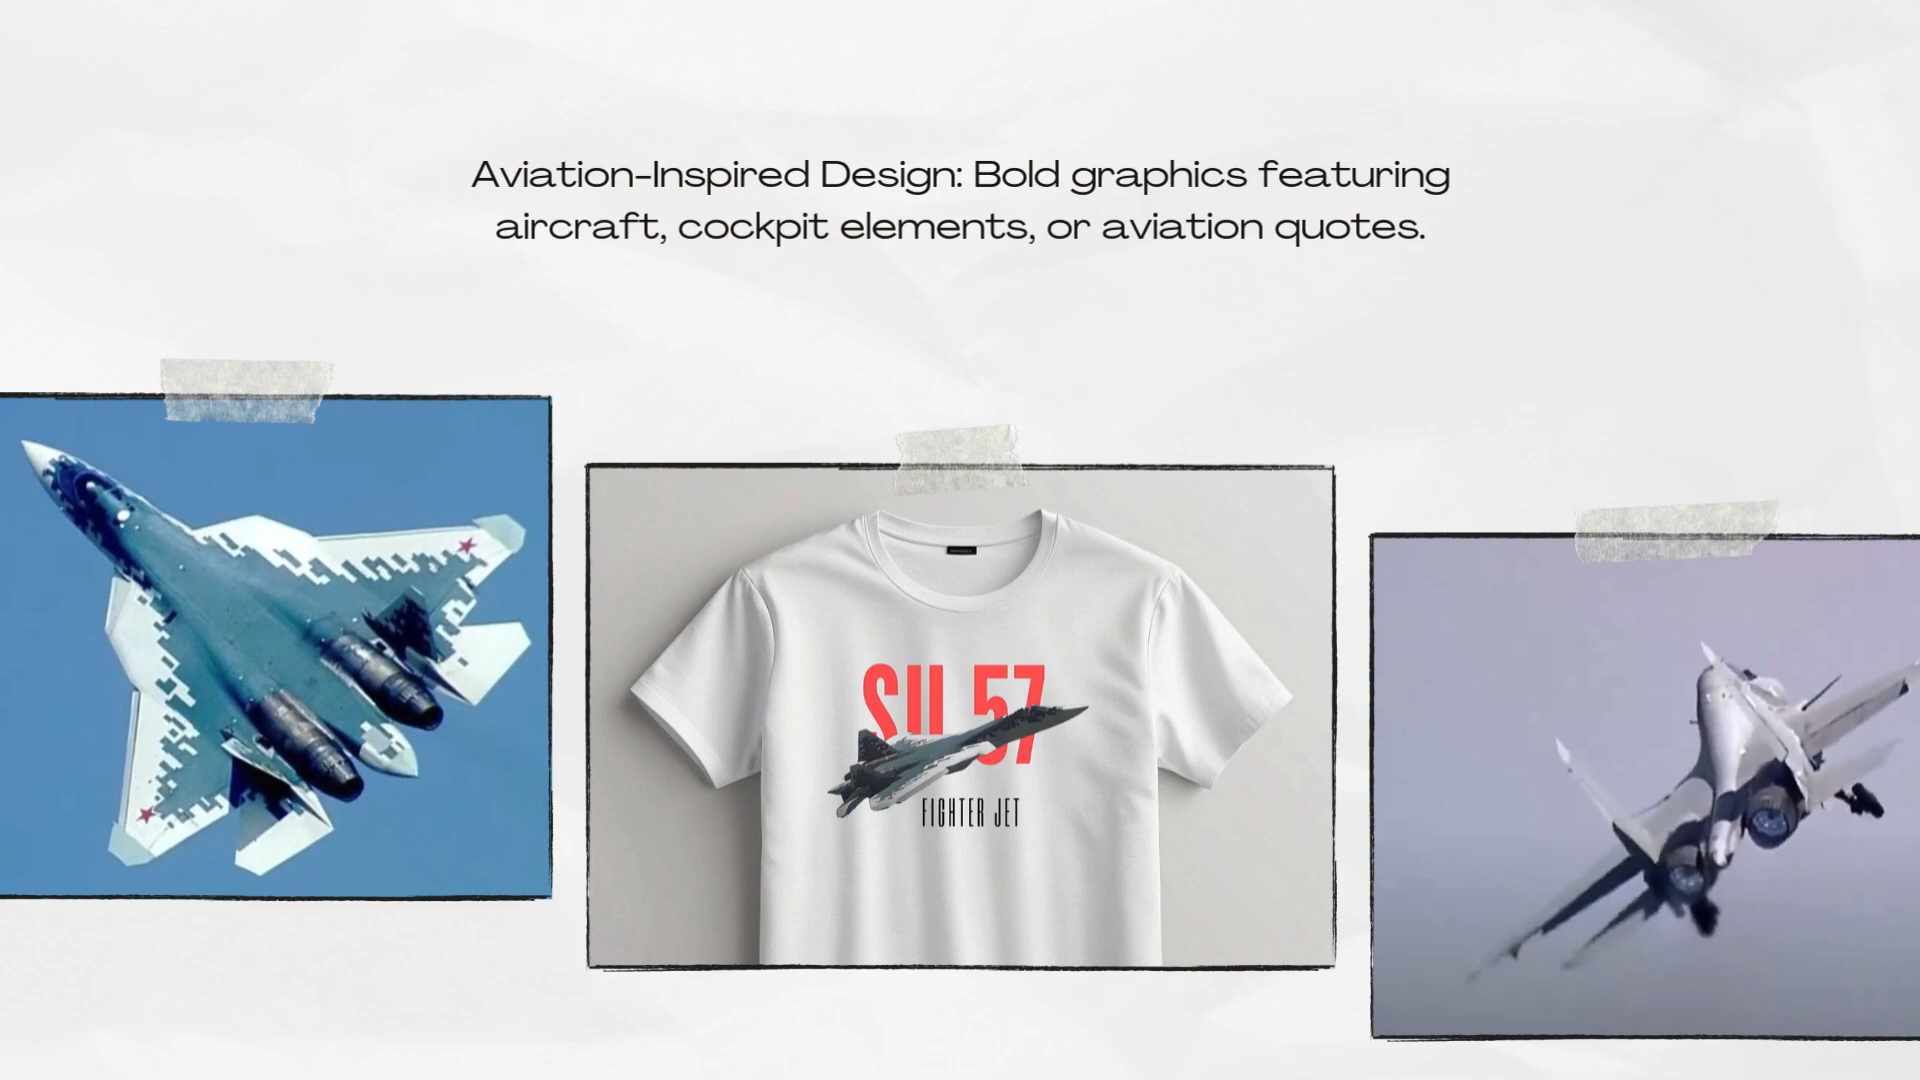 Aviation-Inspired Design: Bold graphics featuring
aircraft, cockpit elements, or aviation quotes.
SU 57
FIGHTER JET